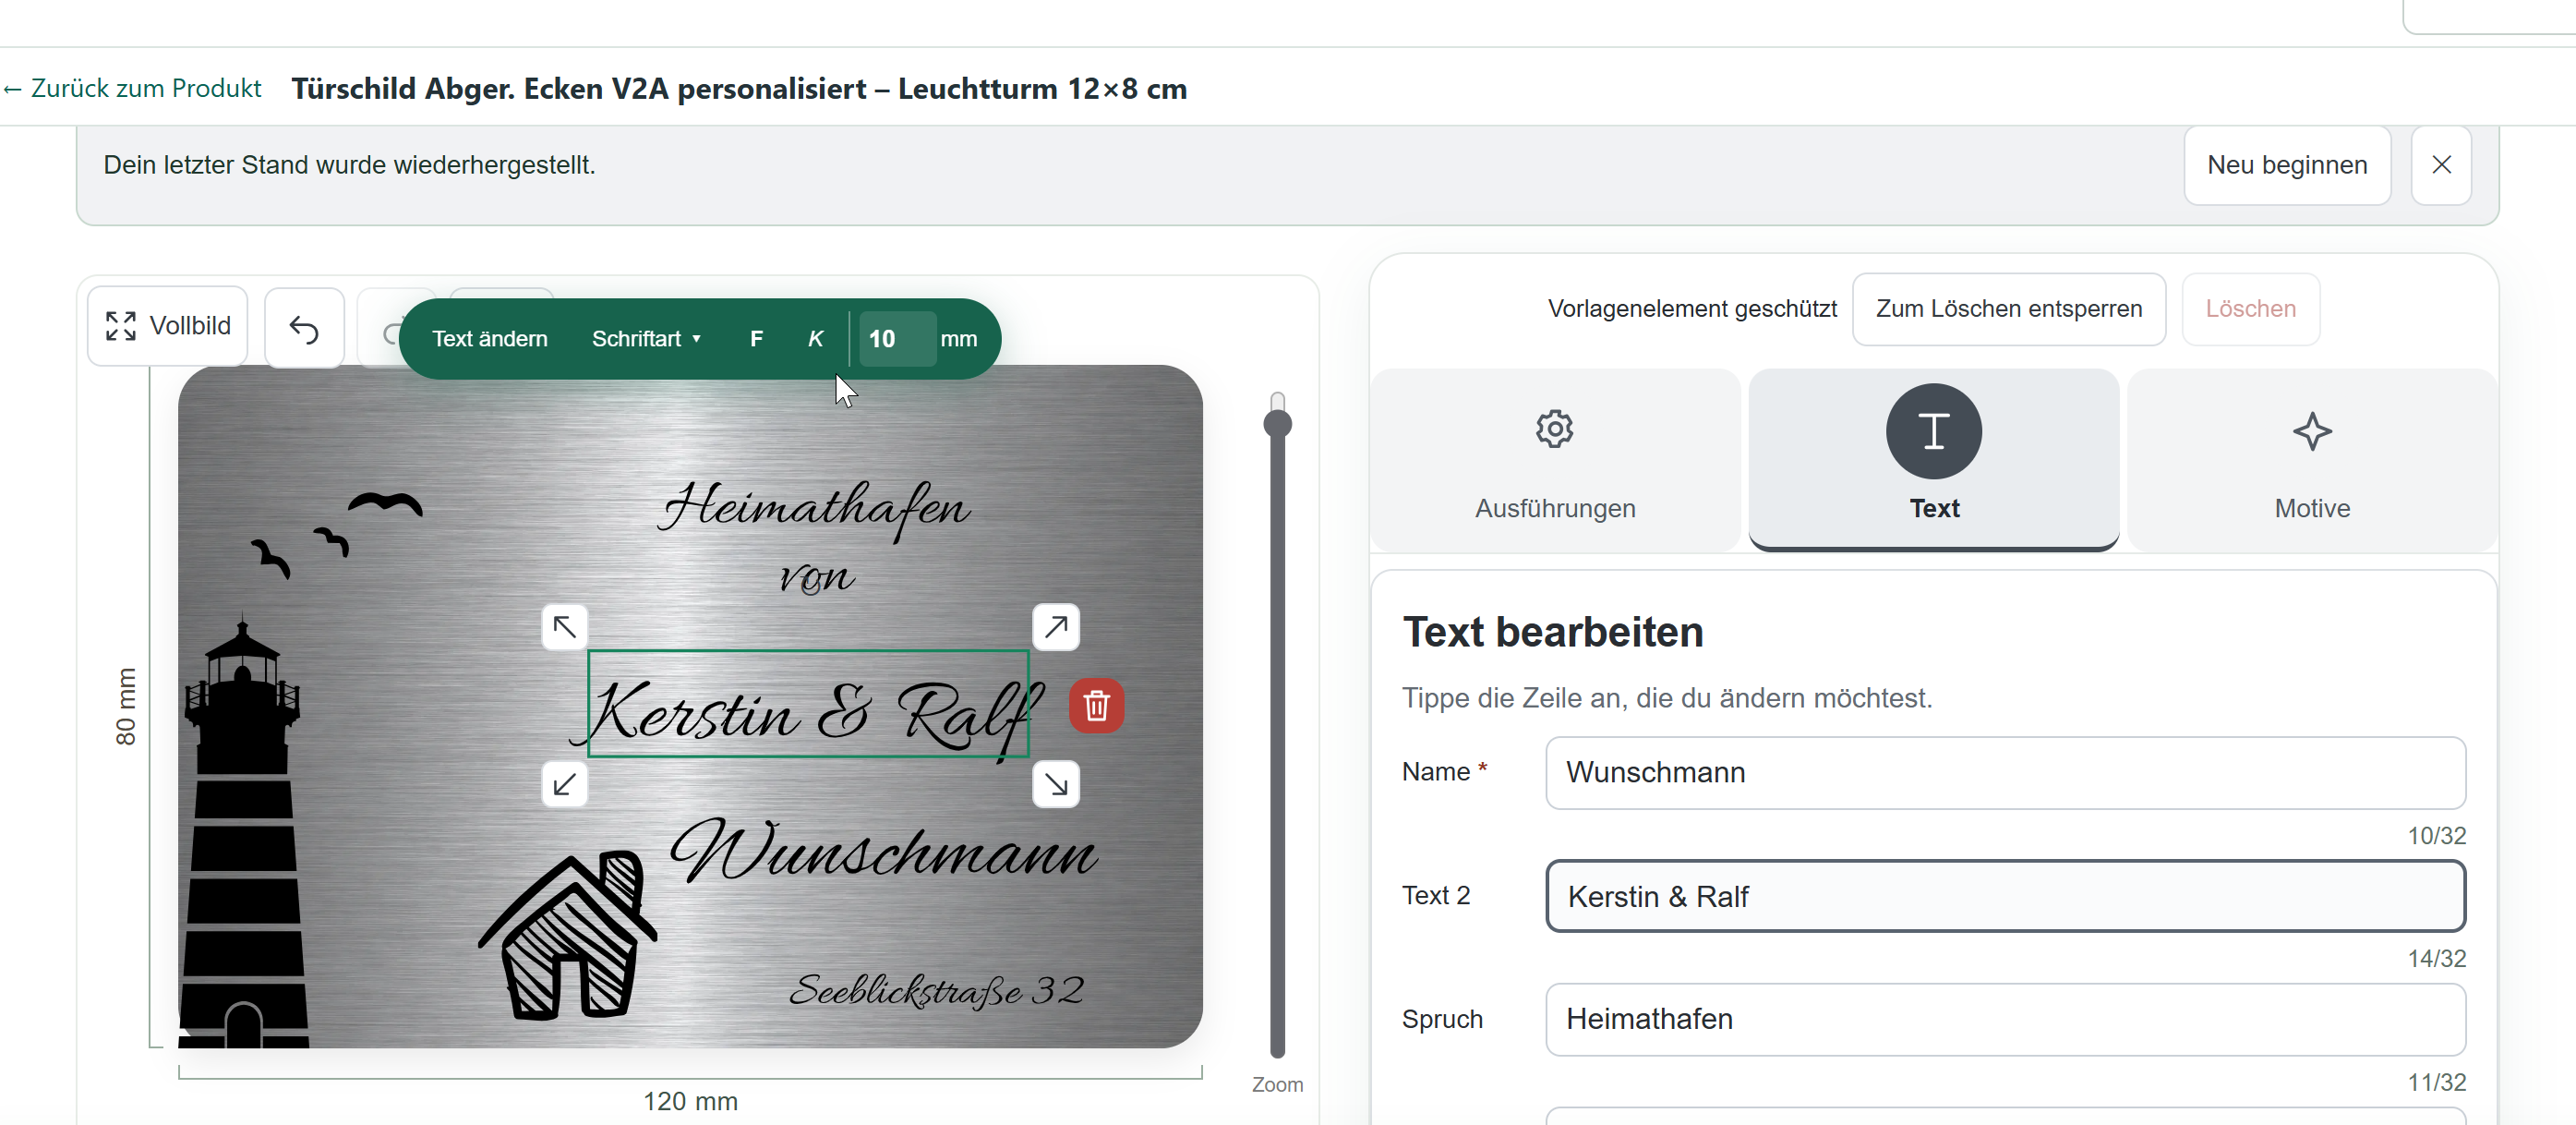 ← Zurück zum Produkt Türschild Abger. Ecken V2A personalisiert – Leuchtturm 12×8 cm
Dein letzter Stand wurde wiederhergestellt.
Neu beginnen
Vollbild
Text ändern Schriftart ▾ F K 10 mm
Heimathafen
von
Kerstin & Ralf
Wunschmann
Seeblickstraße 32
80 mm
120 mm
Zoom
Vorlagenelement geschützt Zum Löschen entsperren Löschen
Ausführungen Text Motive
Text bearbeiten
Tippe die Zeile an, die du ändern möchtest.
Name * Wunschmann
10/32
Text 2 Kerstin & Ralf
14/32
Spruch Heimathafen
11/32